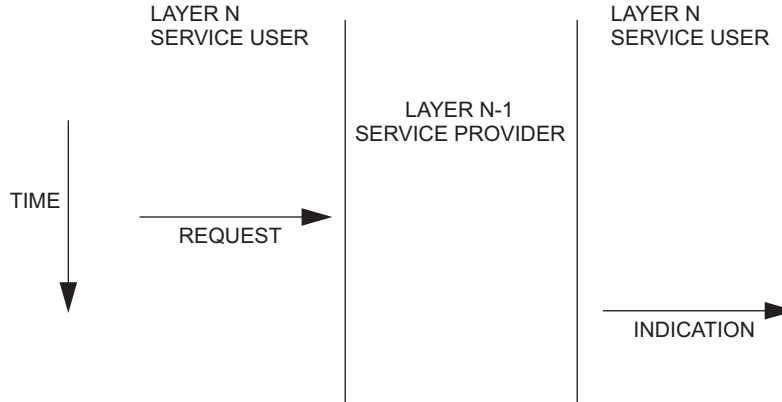 LAYER N
SERVICE USER
LAYER N
SERVICE USER
LAYER N-1
SERVICE PROVIDER
TIME
REQUEST
INDICATION